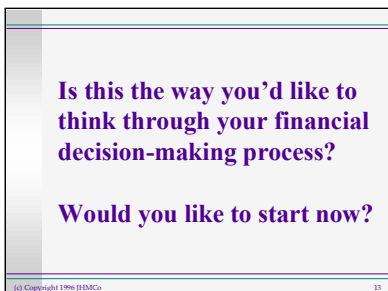 Is this the way you’d like to
think through your financial
decision-making process?
Would you like to start now?
(c) Copyright 1996 JHMCo
13